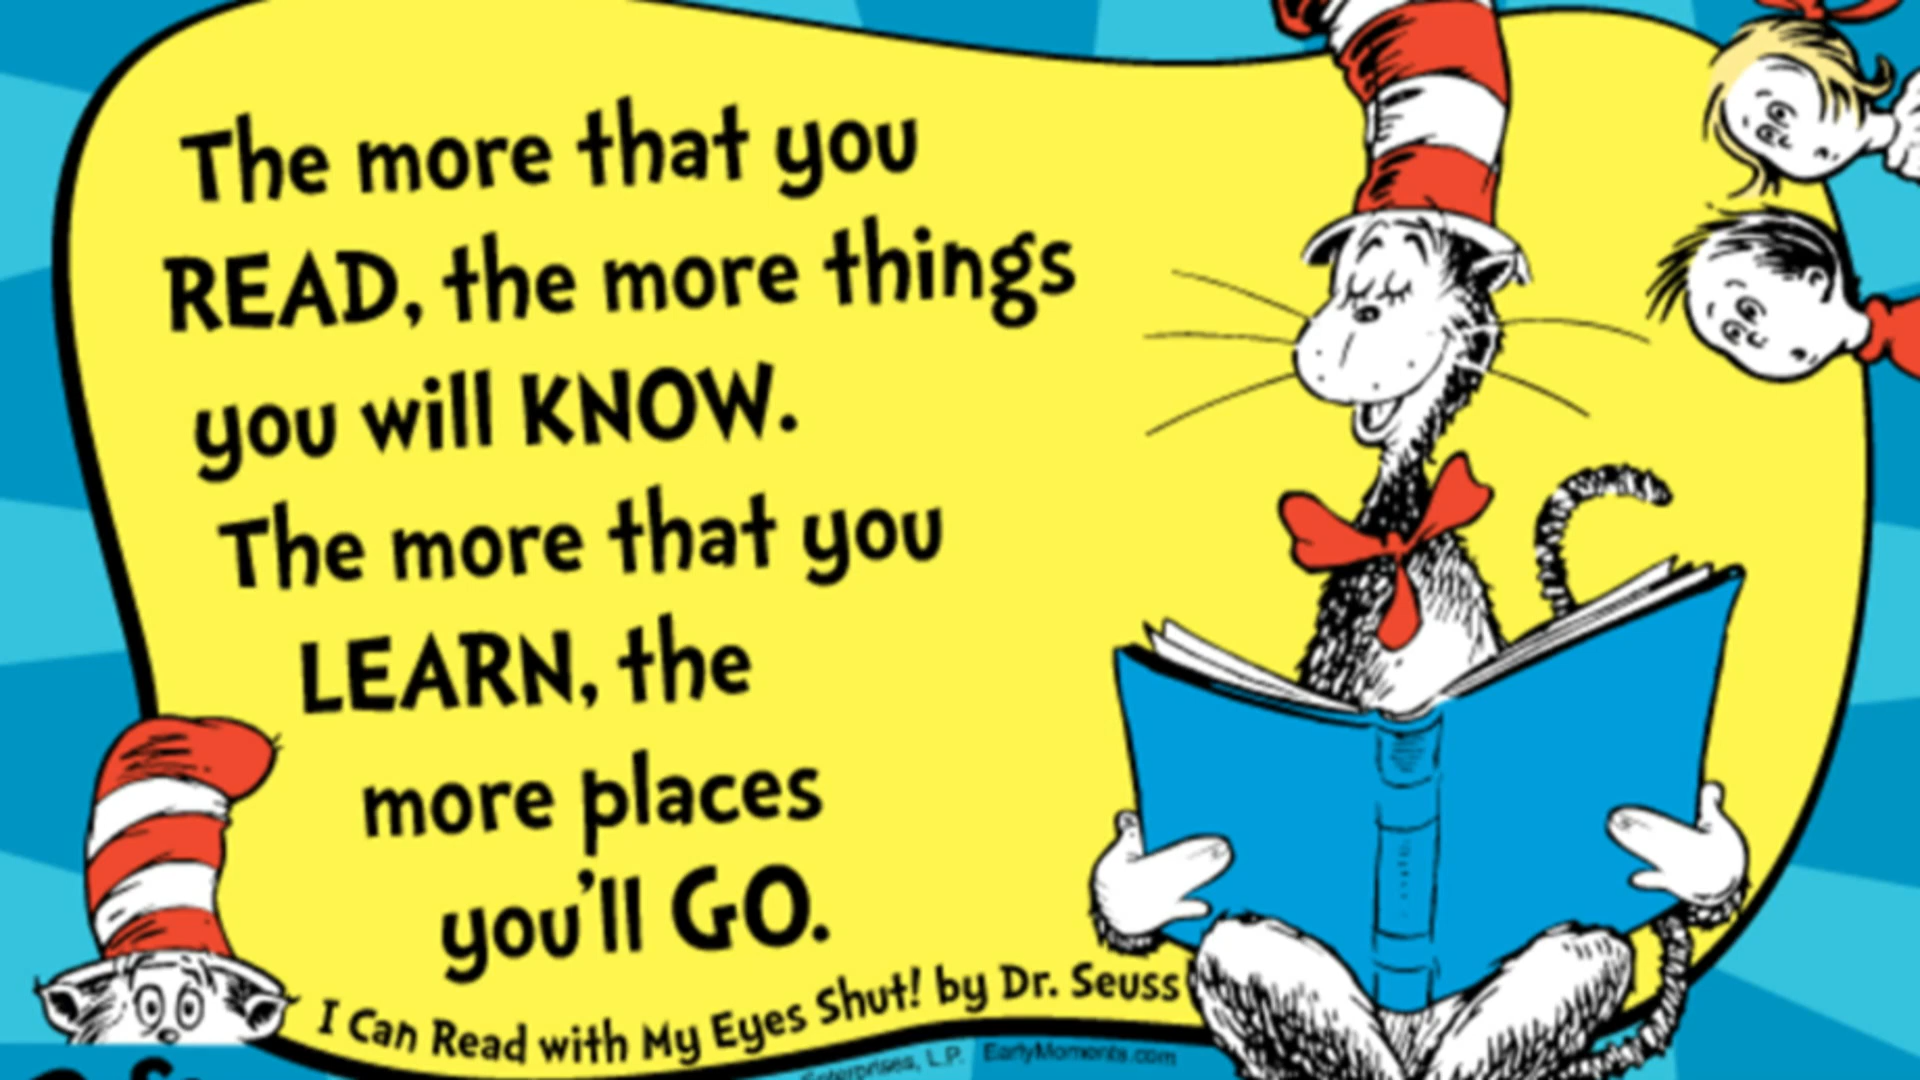 The more that you
READ, the more things
you will KNOW.
The more that you
LEARN, the
more places
you'll GO.
I Can Read with My Eyes Shut! by Dr. Seuss
Enterprises, L.P. EarlyMoments.com